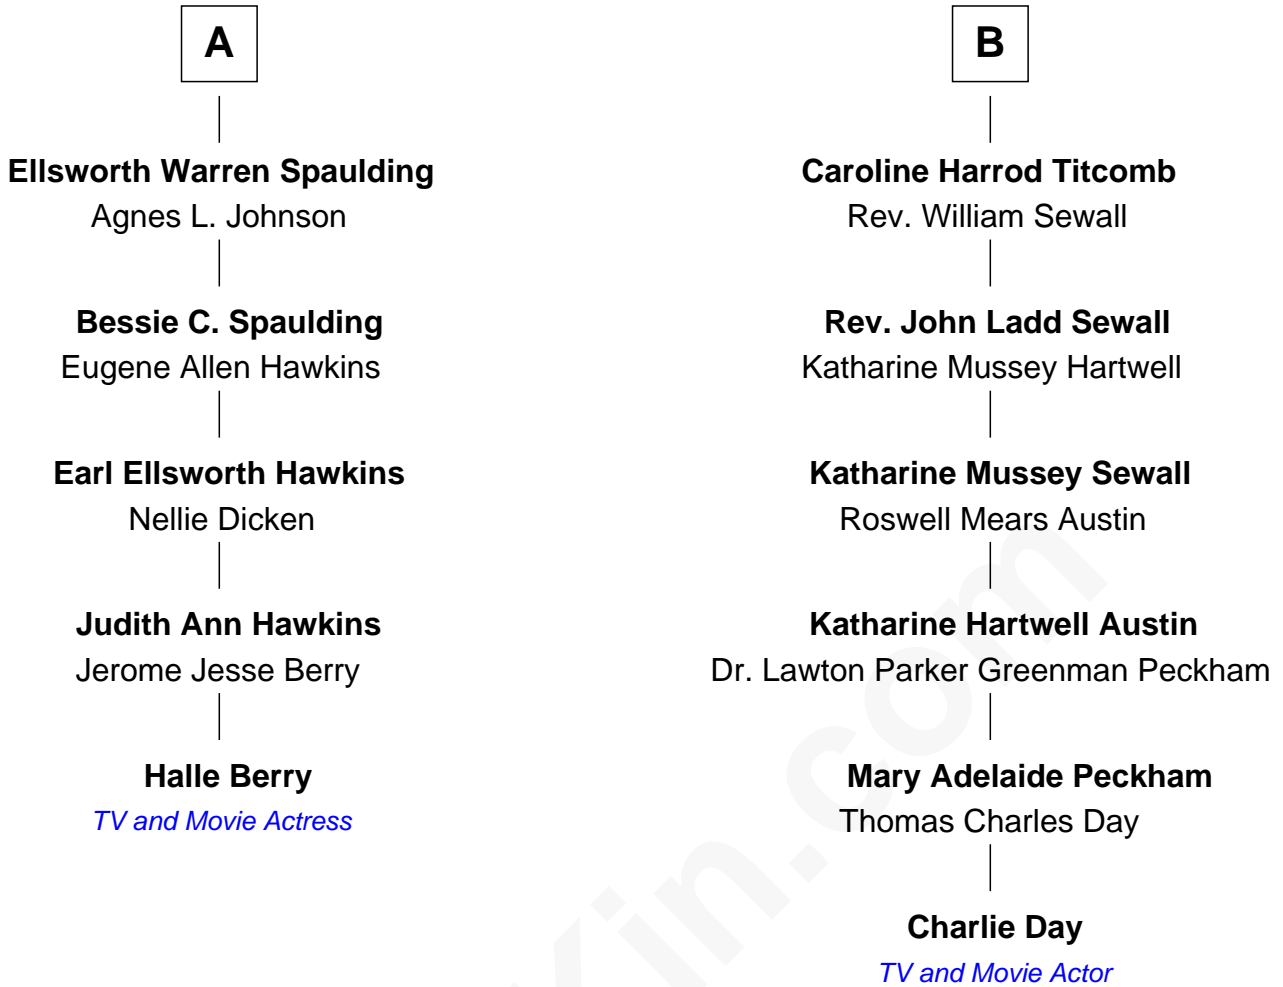 A
Ellsworth Warren Spaulding
Agnes L. Johnson
Bessie C. Spaulding
Eugene Allen Hawkins
Earl Ellsworth Hawkins
Nellie Dicken
Judith Ann Hawkins
Jerome Jesse Berry
Halle Berry
TV and Movie Actress
B
Caroline Harrod Titcomb
Rev. William Sewall
Rev. John Ladd Sewall
Katharine Mussey Hartwell
Katharine Mussey Sewall
Roswell Mears Austin
Katharine Hartwell Austin
Dr. Lawton Parker Greenman Peckham
Mary Adelaide Peckham
Thomas Charles Day
Charlie Day
TV and Movie Actor
Kin.com